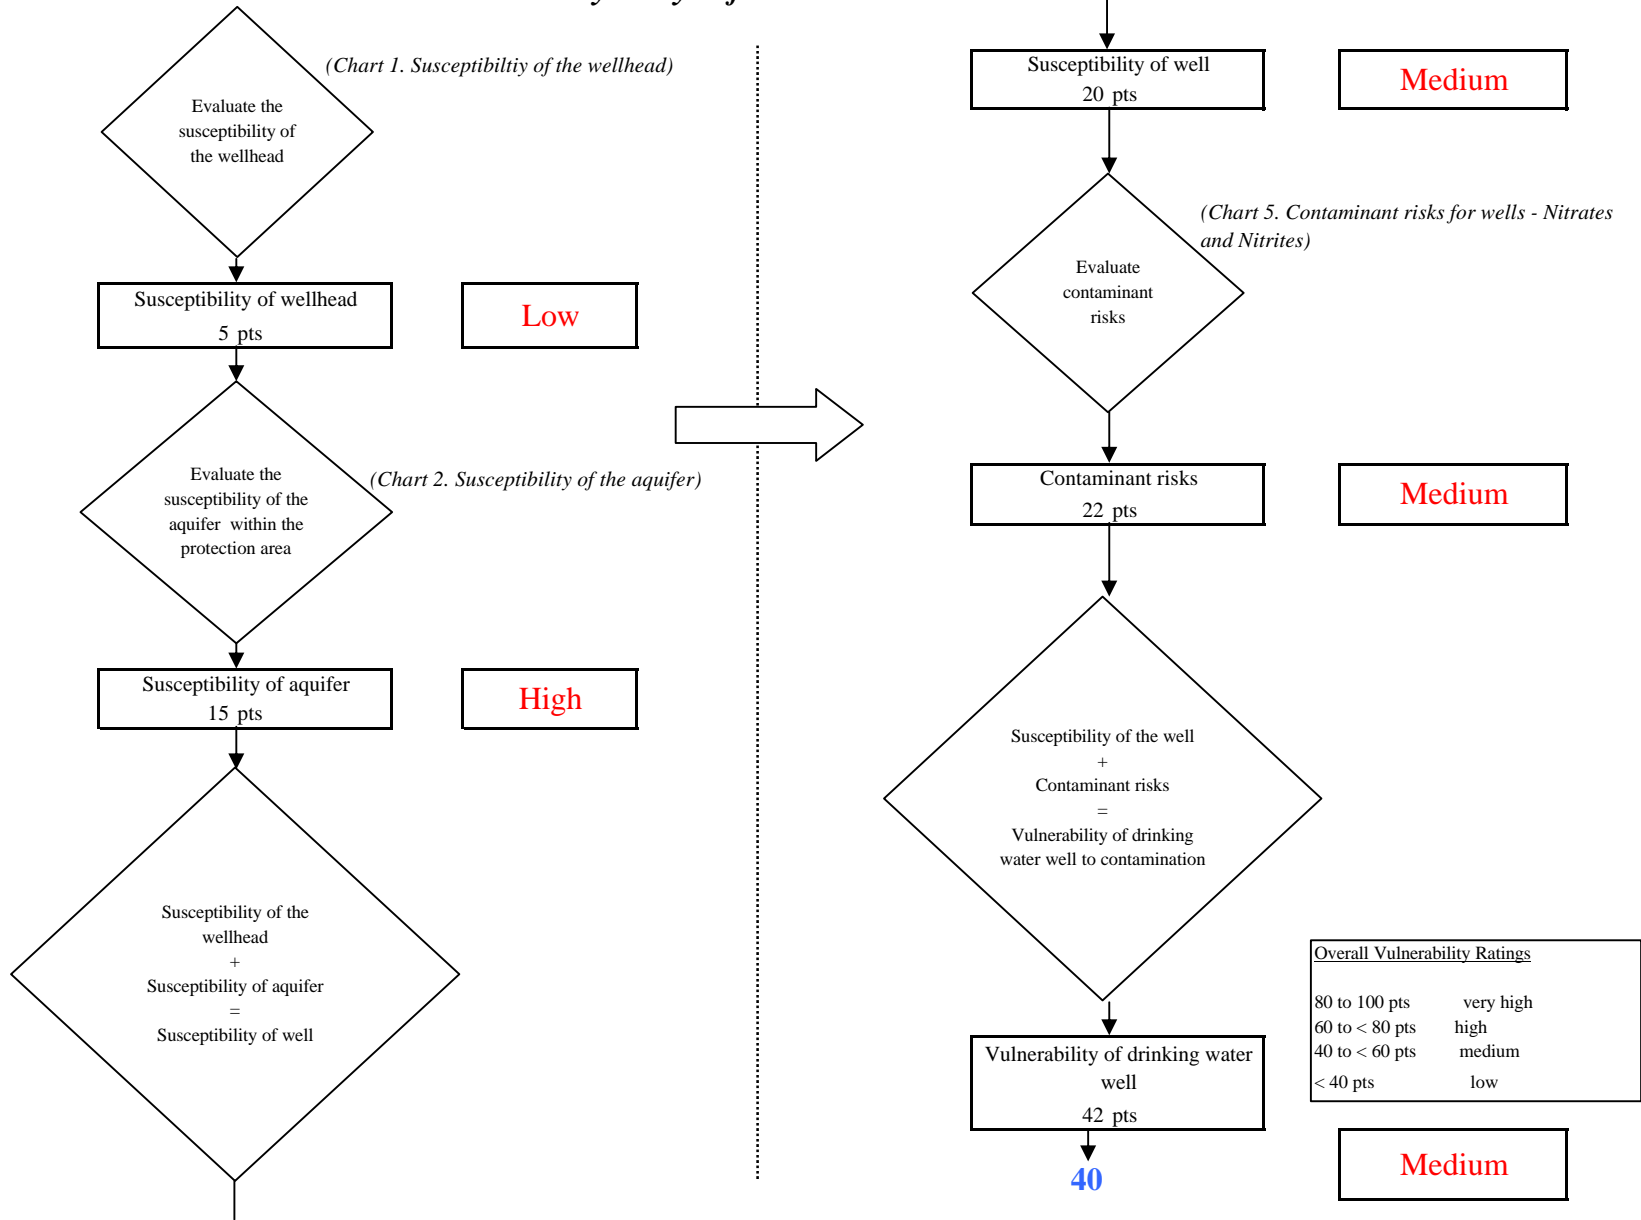 (Chart 1. Susceptibiltiy of the wellhead)
Evaluate the
susceptibility of
the wellhead
Susceptibility of wellhead
5 pts
Low
Evaluate the
susceptibility of the
aquifer within the
protection area
(Chart 2. Susceptibility of the aquifer)
Susceptibility of aquifer
15 pts
High
Susceptibility of the
wellhead
+
Susceptibility of aquifer
=
Susceptibility of well
Susceptibility of well
20 pts
Medium
(Chart 5. Contaminant risks for wells - Nitrates
and Nitrites)
Evaluate
contaminant
risks
Contaminant risks
22 pts
Medium
Susceptibility of the well
+
Contaminant risks
=
Vulnerability of drinking
water well to contamination
Overall Vulnerability Ratings
80 to 100 pts very high
60 to < 80 pts high
40 to < 60 pts medium
< 40 pts low
Vulnerability of drinking water
well
42 pts
40
Medium